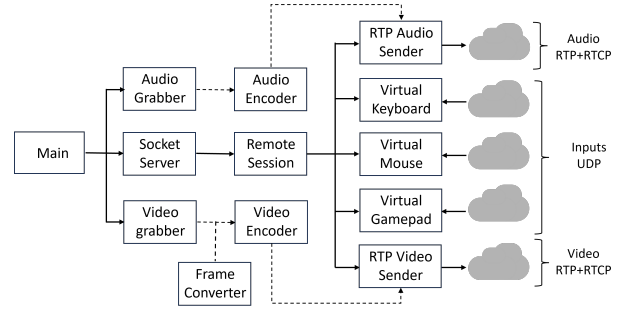 RTP Audio
Sender
Audio
RTP+RTCP
Audio
Grabber
Audio
Encoder
Virtual
Keyboard
Main
Socket
Server
Remote
Session
Virtual
Mouse
Inputs
UDP
Video
grabber
Video
Encoder
Virtual
Gamepad
Frame
Converter
RTP Video
Sender
Video
RTP+RTCP